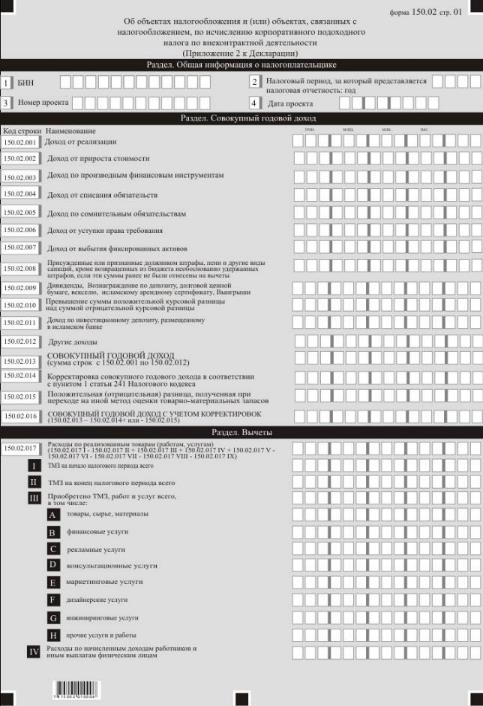 форма 150.02 стр. 01
Об объектах налогообложения и (или) объектах, связанных с
налогообложением, по исчислению корпоративного подоходного
налога по внеконтрактной деятельности
(Приложение 2 к Декларации)
Раздел. Общая информация о налогоплательщике
1 БИН
2 Налоговый период, за который представляется
налоговая отчетность: год
3 Номер проекта
4 Дата проекта
Раздел. Совокупный годовой доход
Код строки Наименование
150.02.001 Доход от реализации
150.02.002 Доход от прироста стоимости
150.02.003 Доход по производным финансовым инструментам
150.02.004 Доход от списания обязательств
150.02.005 Доход по сомнительным обязательствам
150.02.006 Доход от уступки права требования
150.02.007 Доход от выбытия фиксированных активов
150.02.008 Присужденные или признанные должником штрафы, пени и другие виды
санкций, кроме возвращенных из бюджета необоснованно удержанных
штрафов, если эти суммы ранее не были отнесены на вычеты
150.02.009 Дивиденды, Вознаграждение по депозиту, долговой ценной
бумаге, векселю, исламскому арендному сертификату, Выигрыши
150.02.010 Превышение суммы положительной курсовой разницы
над суммой отрицательной курсовой разницы
150.02.011 Доход по инвестиционному депозиту, размещенному
в исламском банке
150.02.012 Другие доходы
150.02.013 СОВОКУПНЫЙ ГОДОВОЙ ДОХОД
(сумма строк с 150.02.001 по 150.02.012)
150.02.014 Корректировка совокупного годового дохода в соответствии
с пунктом 1 статьи 241 Налогового кодекса
150.02.015 Положительная (отрицательная) разница, полученная при
переходе на иной метод оценки товарно-материальных запасов
150.02.016 СОВОКУПНЫЙ ГОДОВОЙ ДОХОД С УЧЕТОМ КОРРЕКТИРОВОК
(150.02.013 – 150.02.014+ или - 150.02.015)
Раздел. Вычеты
150.02.017 Расходы по реализованным товарам (работам, услугам)
(150.02.017 I - 150.02.017 II + 150.02.017 III + 150.02.017 IV + 150.02.017 V -
150.02.017 VI - 150.02.017 VII - 150.02.017 VIII - 150.02.017 IX)
I ТМЗ на начало налогового периода всего
II ТМЗ на конец налогового периода всего
III Приобретено ТМЗ, работ и услуг всего,
в том числе:
A товары, сырье, материалы
B финансовые услуги
C рекламные услуги
D консультационные услуги
E маркетинговые услуги
F дизайнерские услуги
G инжиниринговые услуги
H прочие услуги и работы
IV Расходы по начисленным доходам работников и
иным выплатам физическим лицам